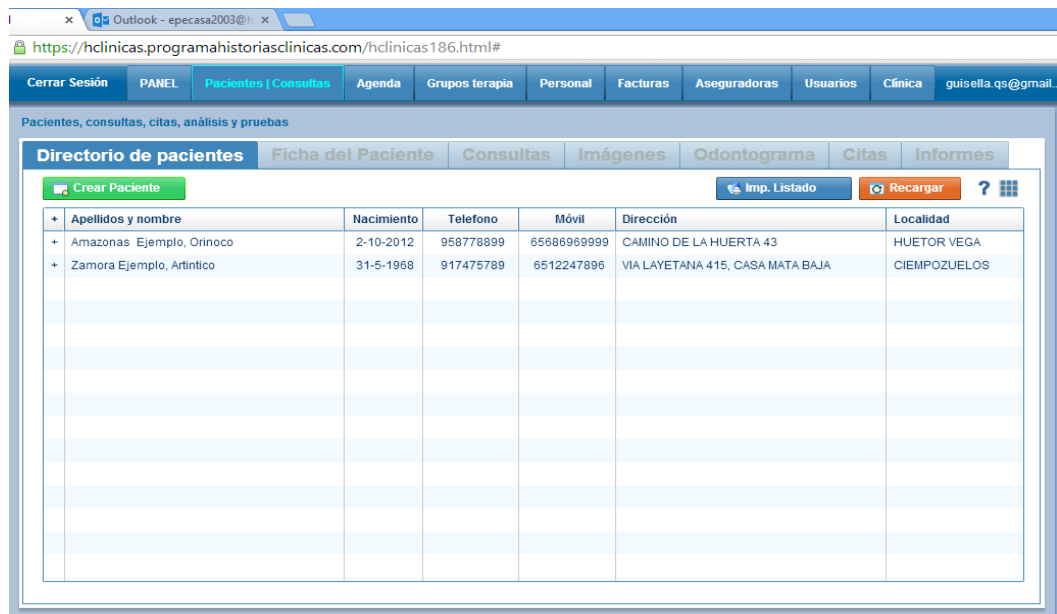 Outlook - epecasa2003@h
https://hclinicas.programahistoriasclinicas.com/hclinicas186.html#
Cerrar Sesión PANEL Pacientes | Consultas Agenda Grupos terapia Personal Facturas Aseguradoras Usuarios Clínica guisella.qs@gmail.
Pacientes, consultas, citas, análisis y pruebas
Directorio de pacientes Ficha del Paciente Consultas Imágenes Odontograma Citas Informes
Crear Paciente Imp. Listado Recargar ?
+ Apellidos y nombre Nacimiento Telefono Móvil Dirección Localidad
+ Amazonas Ejemplo, Orinoco 2-10-2012 958778899 65686969999 CAMINO DE LA HUERTA 43 HUETOR VEGA
+ Zamora Ejemplo, Artintico 31-5-1968 917475789 6512247896 VIA LAYETANA 415, CASA MATA BAJA CIEMPOZUELOS